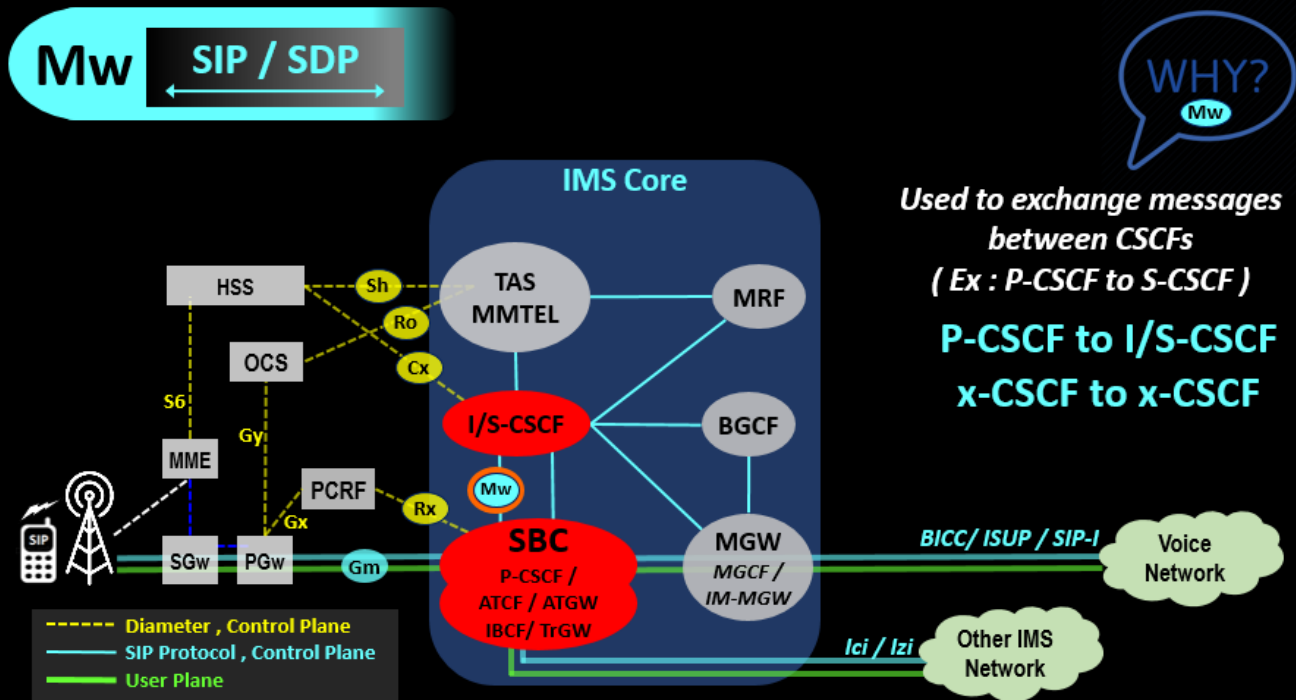 Mw
SIP / SDP
WHY?
Mw
IMS Core
Used to exchange messages
between CSCFs
( Ex : P-CSCF to S-CSCF )
P-CSCF to I/S-CSCF
x-CSCF to x-CSCF
HSS
Sh
TAS
MMTEL
MRF
Ro
OCS
Cx
S6
I/S-CSCF
BGCF
Gy
MME
PCRF
Mw
Rx
Gx
SIP
SGw
PGw
Gm
SBC
P-CSCF /
ATCF / ATGW
IBCF/ TrGW
MGW
MGCF /
IM-MGW
BICC/ ISUP / SIP-I
Voice
Network
Diameter , Control Plane
SIP Protocol , Control Plane
User Plane
Ici / Izi
Other IMS
Network